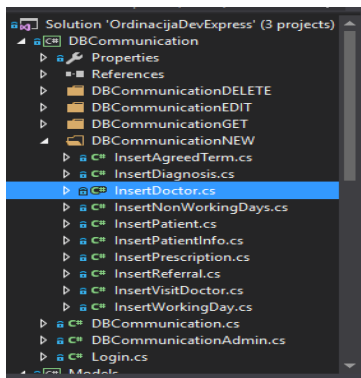 Solution 'OrdinacijaDevExpress' (3 projects)
C# DBCommunication
Properties
References
DBCommunicationDELETE
DBCommunicationEDIT
DBCommunicationGET
DBCommunicationNEW
C# InsertAgreedTerm.cs
C# InsertDiagnosis.cs
C# InsertDoctor.cs
C# InsertNonWorkingDays.cs
C# InsertPatient.cs
C# InsertPatientInfo.cs
C# InsertPrescription.cs
C# InsertReferral.cs
C# InsertVisitDoctor.cs
C# InsertWorkingDay.cs
C# DBCommunication.cs
C# DBCommunicationAdmin.cs
C# Login.cs
C# Models